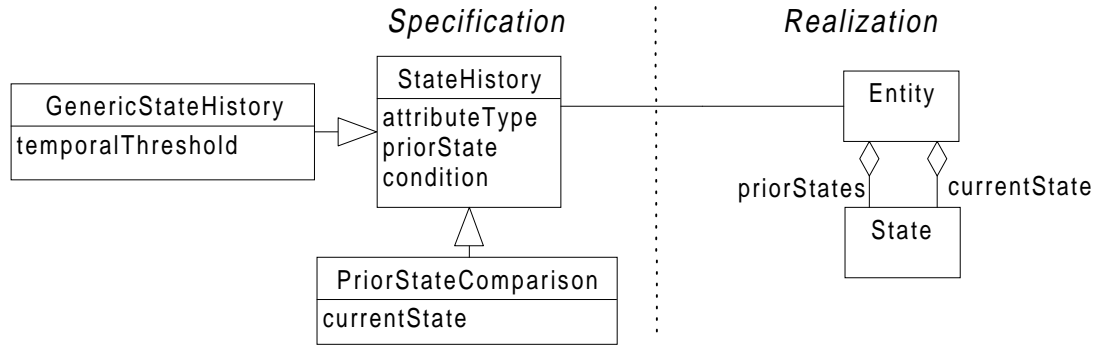 Specification
Realization
GenericStateHistory
temporalThreshold
StateHistory
attributeType
priorState
condition
PriorStateComparison
currentState
Entity
priorStates
currentState
State